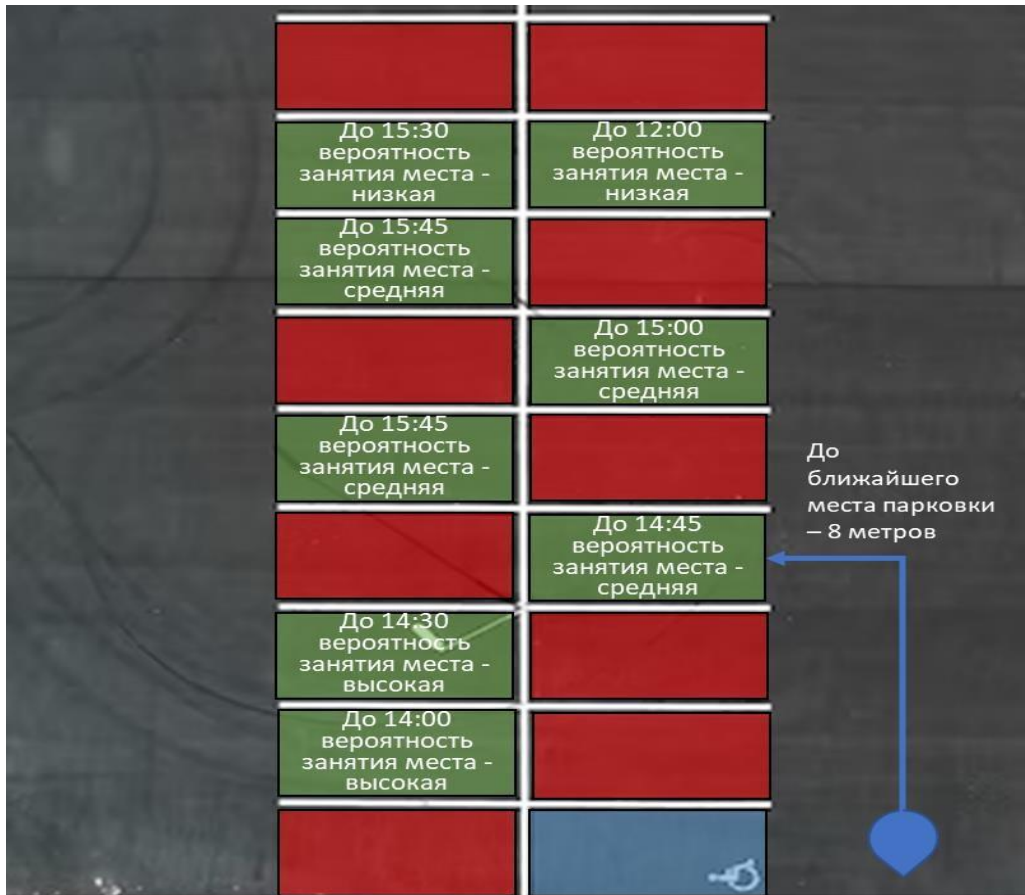 До 15:30
вероятность
занятия места -
низкая
До 12:00
вероятность
занятия места -
низкая
До 15:45
вероятность
занятия места -
средняя
До 15:00
вероятность
занятия места -
средняя
До 15:45
вероятность
занятия места -
средняя
До
ближайшего
места парковки
– 8 метров
До 14:45
вероятность
занятия места -
средняя
До 14:30
вероятность
занятия места -
высокая
До 14:00
вероятность
занятия места -
высокая